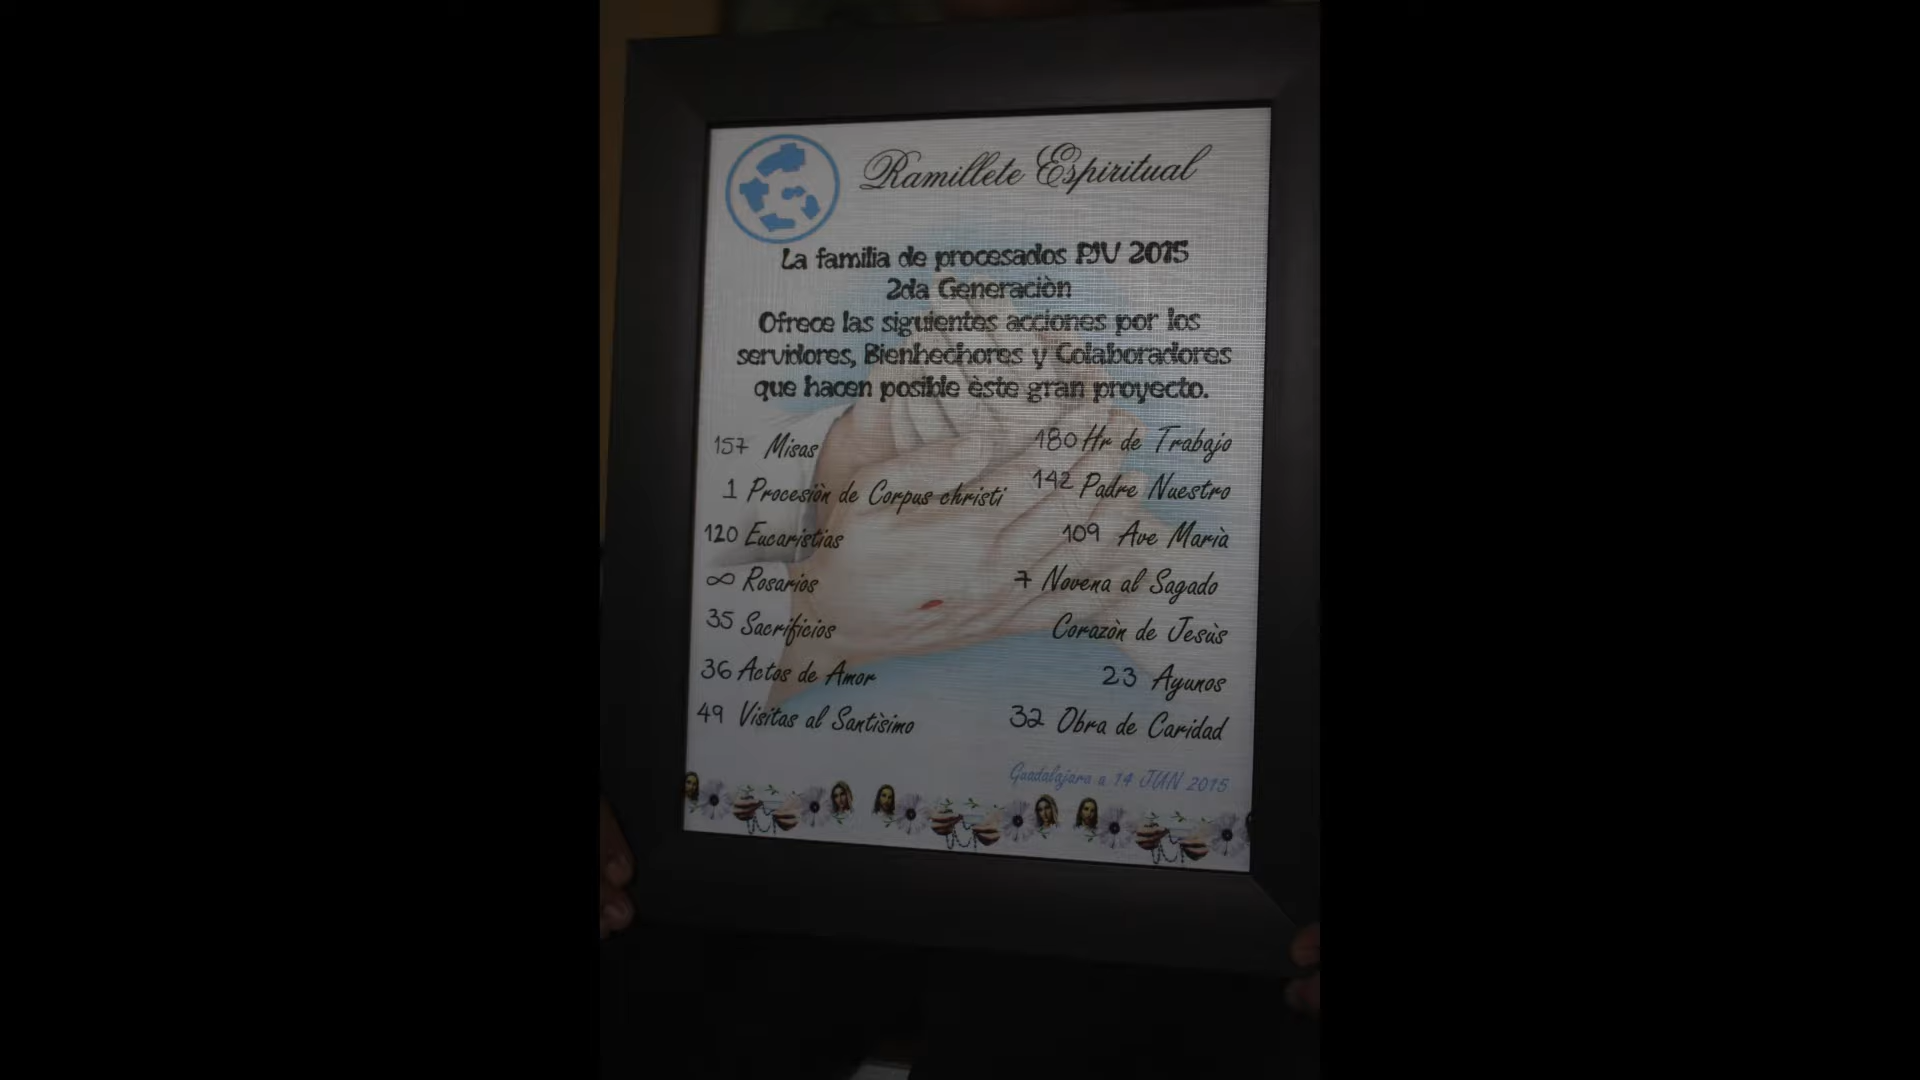 Ramillete Espiritual
La familia de procesados PJV 2015
2da Generaciòn
Ofrece las siguientes acciones por los
servidores, Bienhechores y Colaboradores
que hacen posible èste gran proyecto.
157 Misas
1 Procesiòn de Corpus christi
120 Eucaristias
∞ Rosarios
35 Sacrificios
36 Actos de Amor
49 Visitas al Santìsimo
180 Hr de Trabajo
142 Padre Nuestro
109 Ave Marìa
7 Novena al Sagado
Corazòn de Jesùs
23 Ayunos
32 Obra de Caridad
Guadalajara a 14 JUN 2015